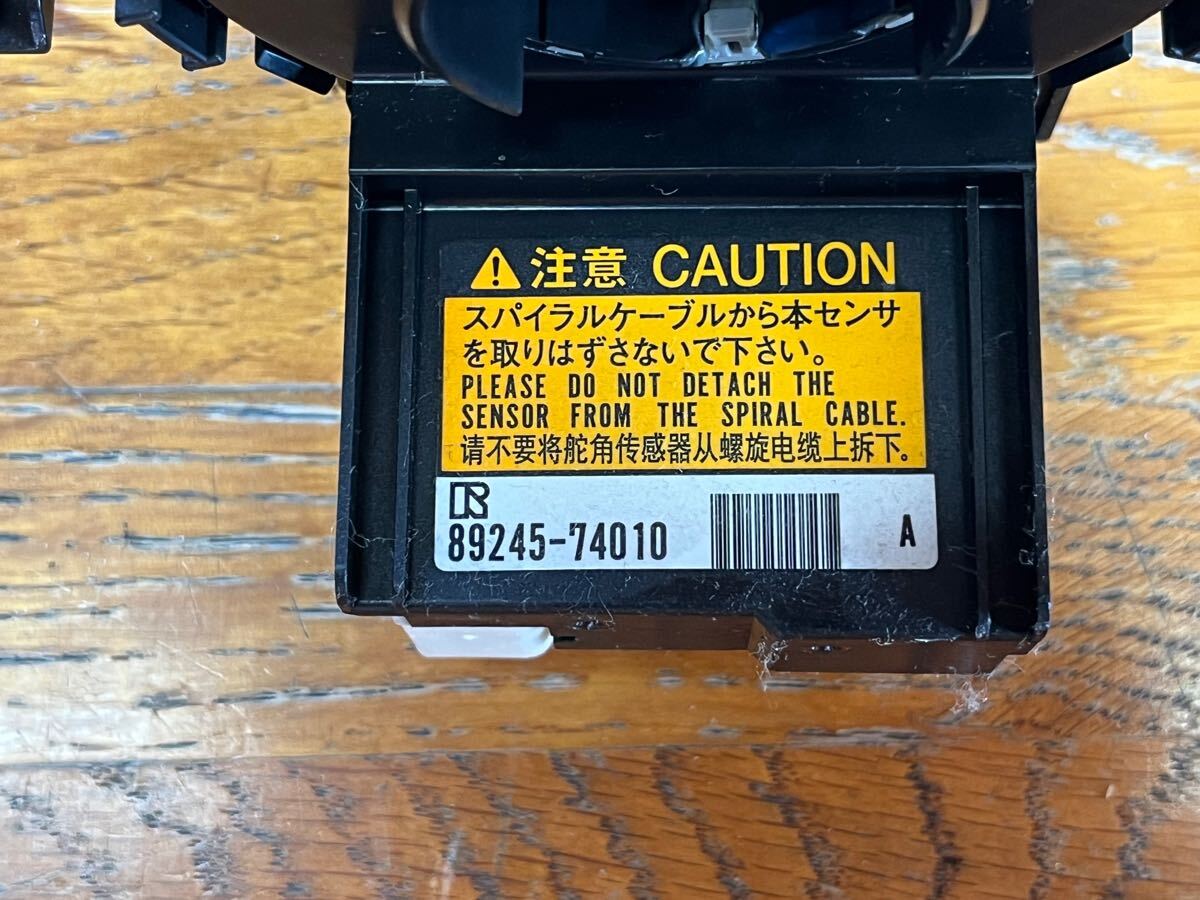 注意 CAUTION
スパイラルケーブルから本センサ
を取りはずさないで下さい。
PLEASE DO NOT DETACH THE
SENSOR FROM THE SPIRAL CABLE.
请不要将舵角传感器从螺旋电缆上拆下。
R
89245-74010 A